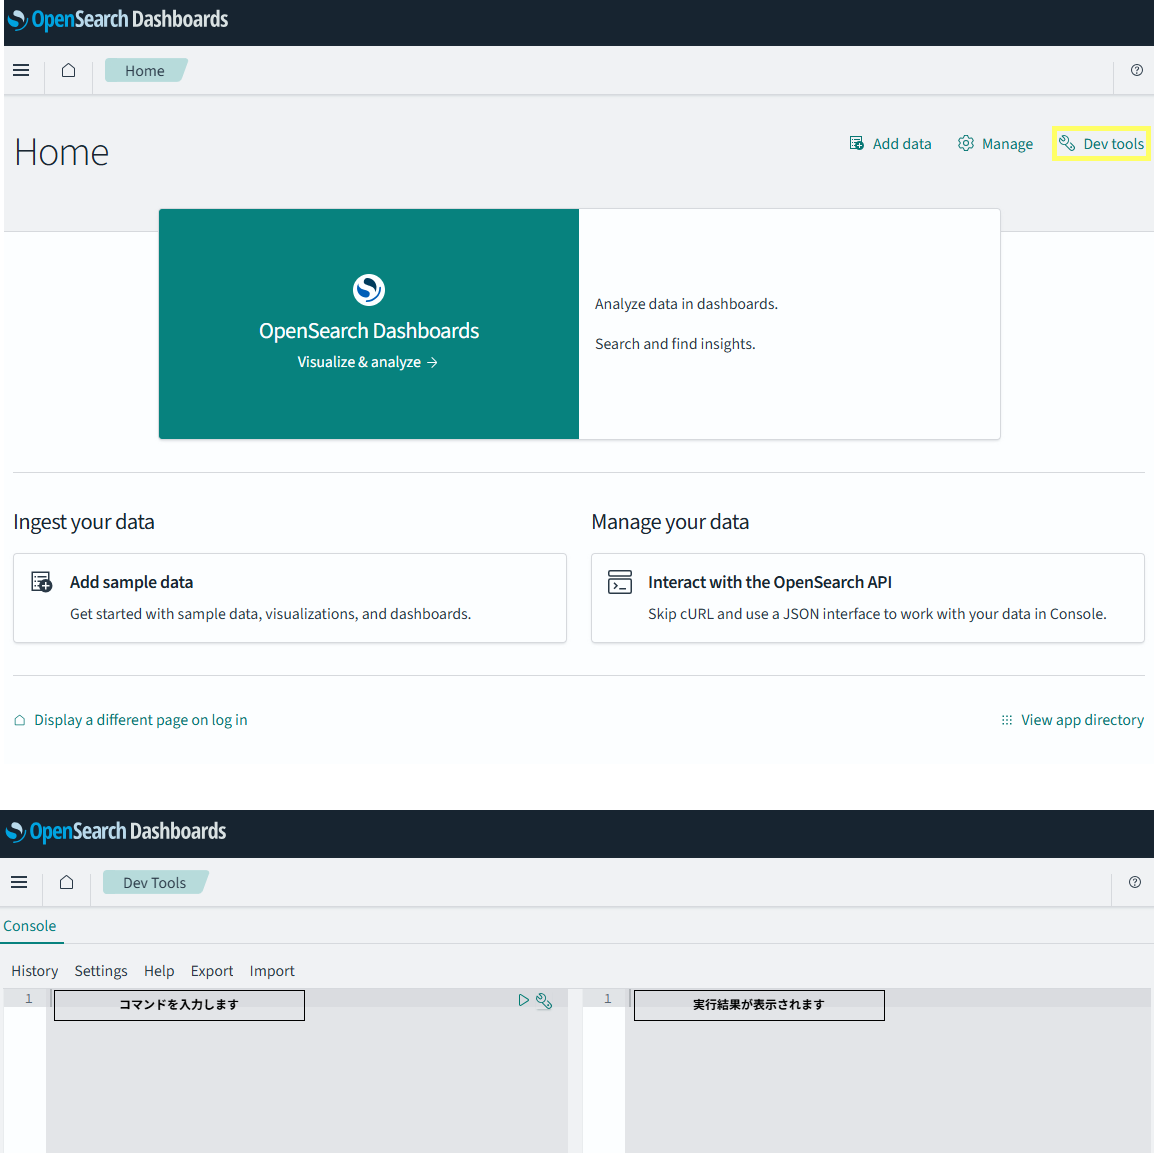 OpenSearch Dashboards
Home
Home
Add data
Manage
Dev tools
OpenSearch Dashboards
Visualize & analyze →
Analyze data in dashboards.
Search and find insights.
Ingest your data
Manage your data
Add sample data
Get started with sample data, visualizations, and dashboards.
Interact with the OpenSearch API
Skip cURL and use a JSON interface to work with your data in Console.
Display a different page on log in
View app directory
OpenSearch Dashboards
Dev Tools
Console
History Settings Help Export Import
1
コマンドを入力します
1
実行結果が表示されます